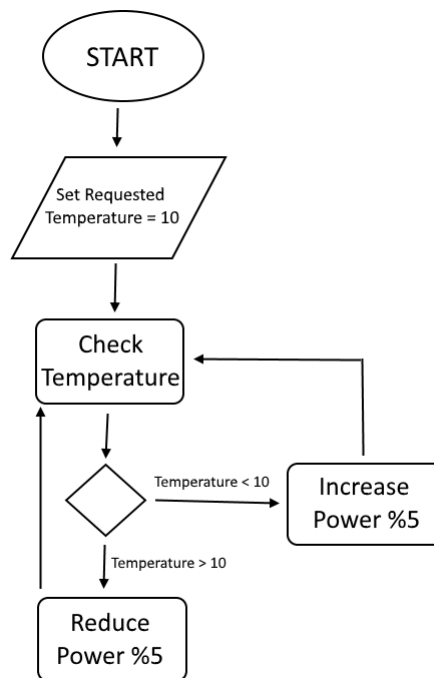 START
Set Requested
Temperature = 10
Check
Temperature
Temperature < 10
Increase
Power %5
Temperature > 10
Reduce
Power %5